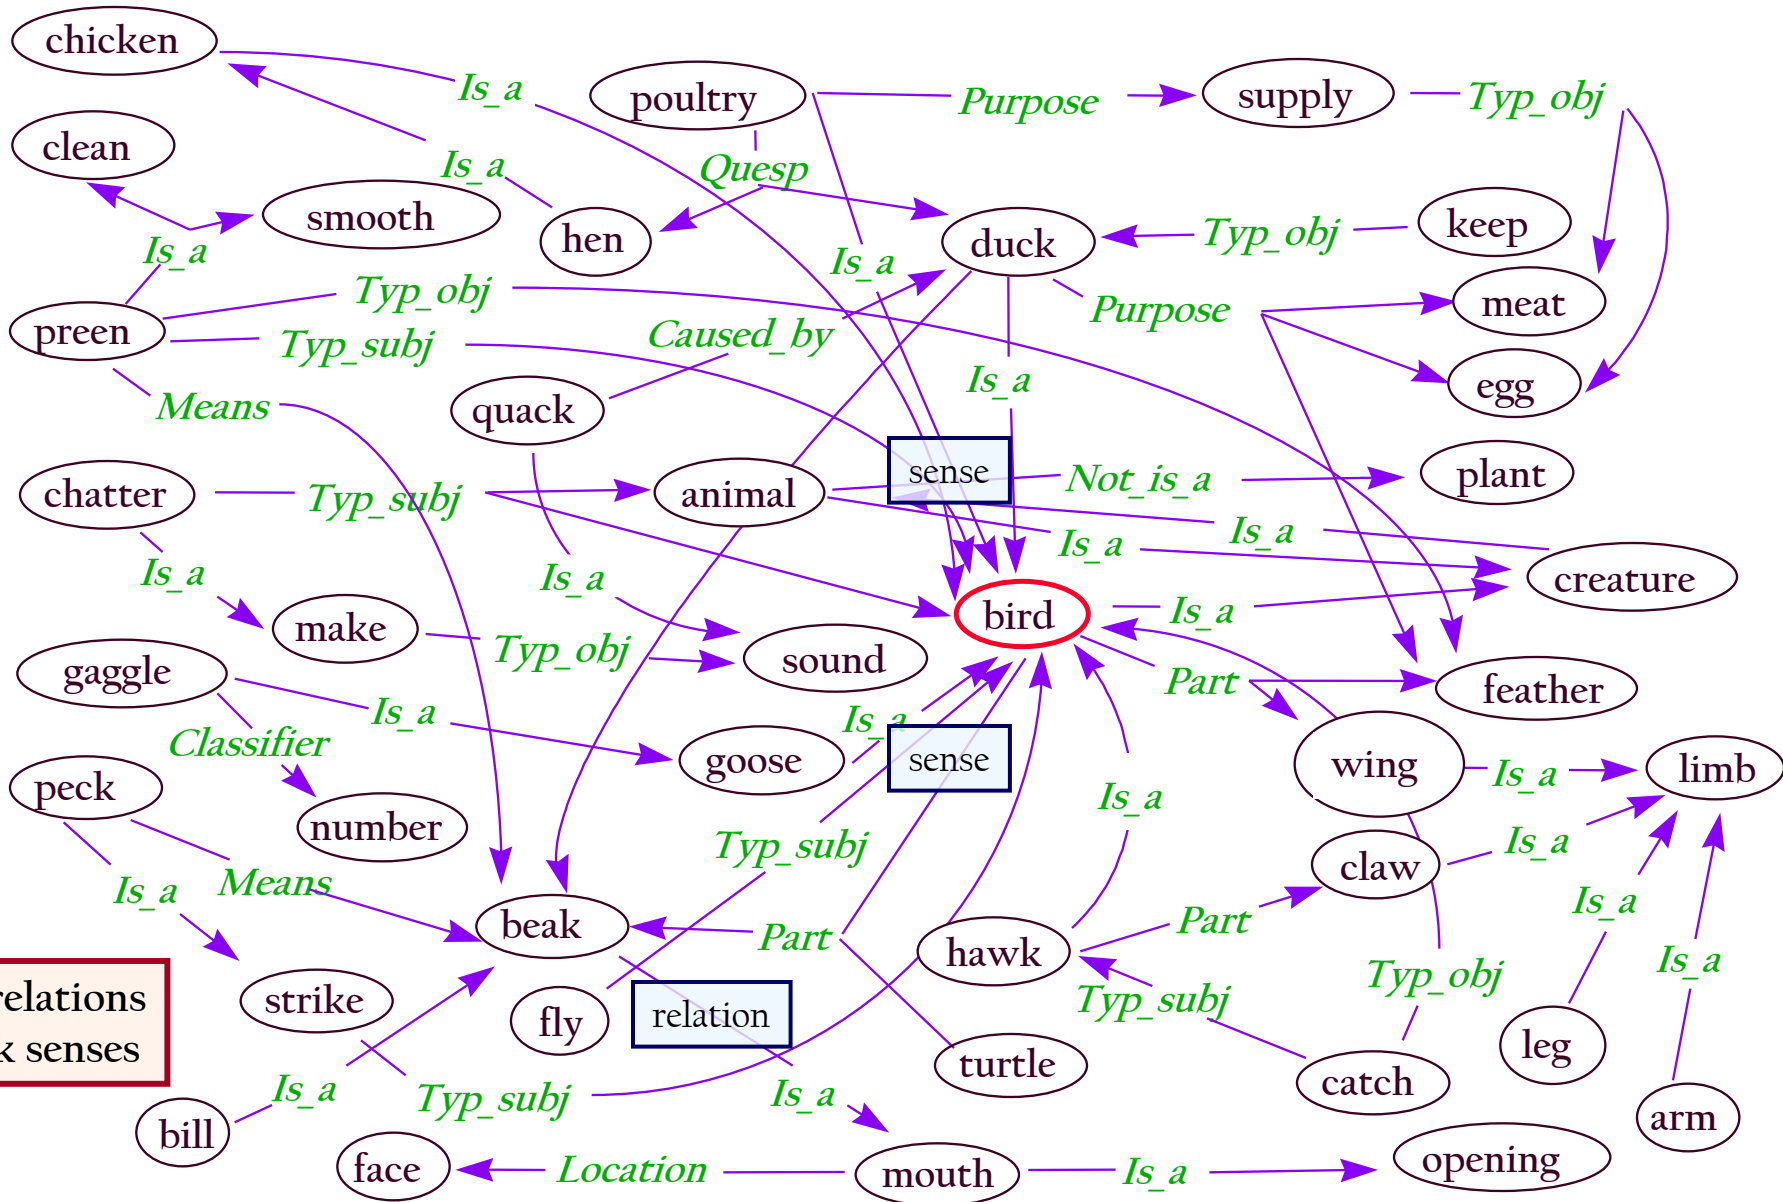 chicken
Is_a
poultry
Purpose
supply
Typ_obj
clean
Is_a
Quesp
smooth
hen
duck
Typ_obj
keep
Is_a
Is_a
Typ_obj
Purpose
meat
preen
Typ_subj
Caused_by
Is_a
egg
Means
quack
sense
Not_is_a
plant
chatter
Typ_subj
animal
Is_a
Is_a
Is_a
Is_a
creature
make
bird
Is_a
gaggle
Typ_obj
sound
Part
feather
Is_a
Is_a
Classifier
goose
sense
wing
Is_a
limb
peck
number
Is_a
Typ_subj
Is_a
claw
Means
Is_a
Is_a
beak
Part
hawk
Part
Is_a
relations
strike
fly
relation
Typ_subj
Typ_obj
k senses
turtle
leg
Is_a
Typ_subj
Is_a
catch
arm
bill
face
Location
mouth
Is_a
opening